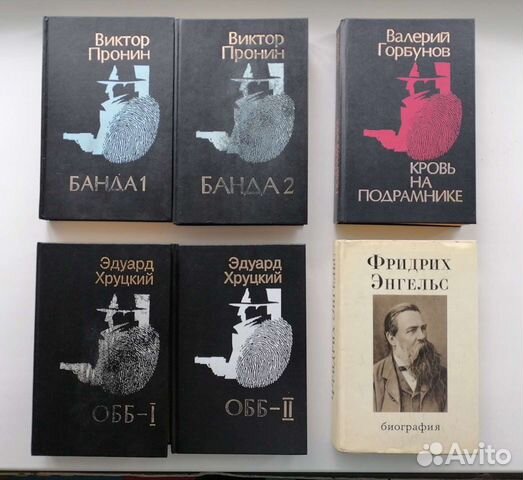 Виктор
Пронин
БАНДА 1
Виктор
Пронин
БАНДА 2
Валерий
Горбунов
КРОВЬ
НА
ПОДРАМНИКЕ
Эдуард
Хруцкий
ОББ-I
Эдуард
Хруцкий
ОББ-II
ФРИДРИХ
ЭНГЕЛЬС
биография
Avito